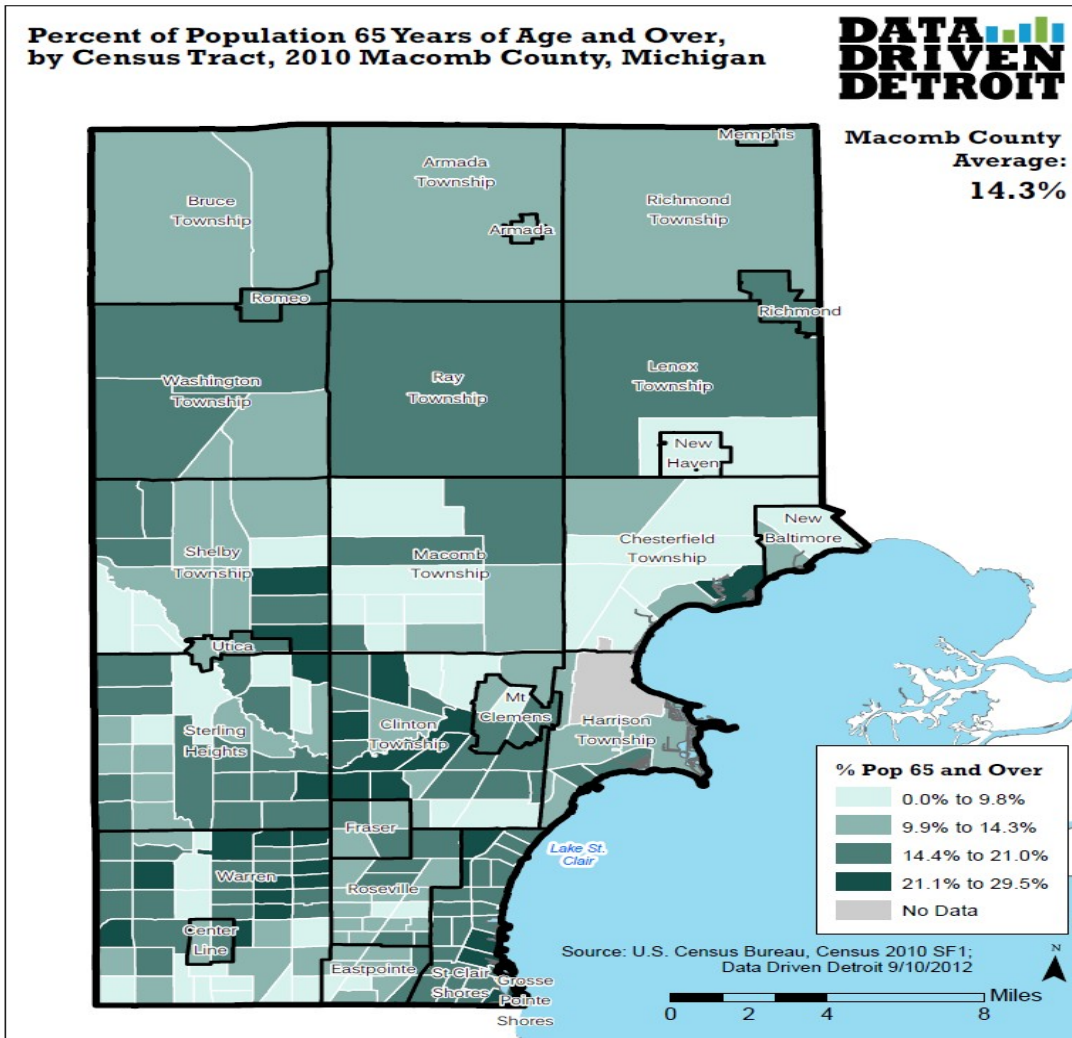 Percent of Population 65 Years of Age and Over,
by Census Tract, 2010 Macomb County, Michigan
DATA
DRIVEN
DETROIT
Macomb County
Average:
14.3%
Memphis
Armada
Township
Bruce
Township
Richmond
Township
Armada
Romeo
Richmond
Washington
Township
Ray
Township
Lenox
Township
New
Haven
New
Baltimore
Shelby
Township
Macomb
Township
Chesterfield
Township
Utica
Mt
Clemens
Sterling
Heights
Clinton
Township
Harrison
Township
Fraser
Lake St.
Clair
Warren
Roseville
Center
Line
Eastpointe
St Clair
Shores
Grosse
Pointe
Shores
% Pop 65 and Over
0.0% to 9.8%
9.9% to 14.3%
14.4% to 21.0%
21.1% to 29.5%
No Data
Source: U.S. Census Bureau, Census 2010 SF1;
Data Driven Detroit 9/10/2012
N
Miles
0 2 4 8